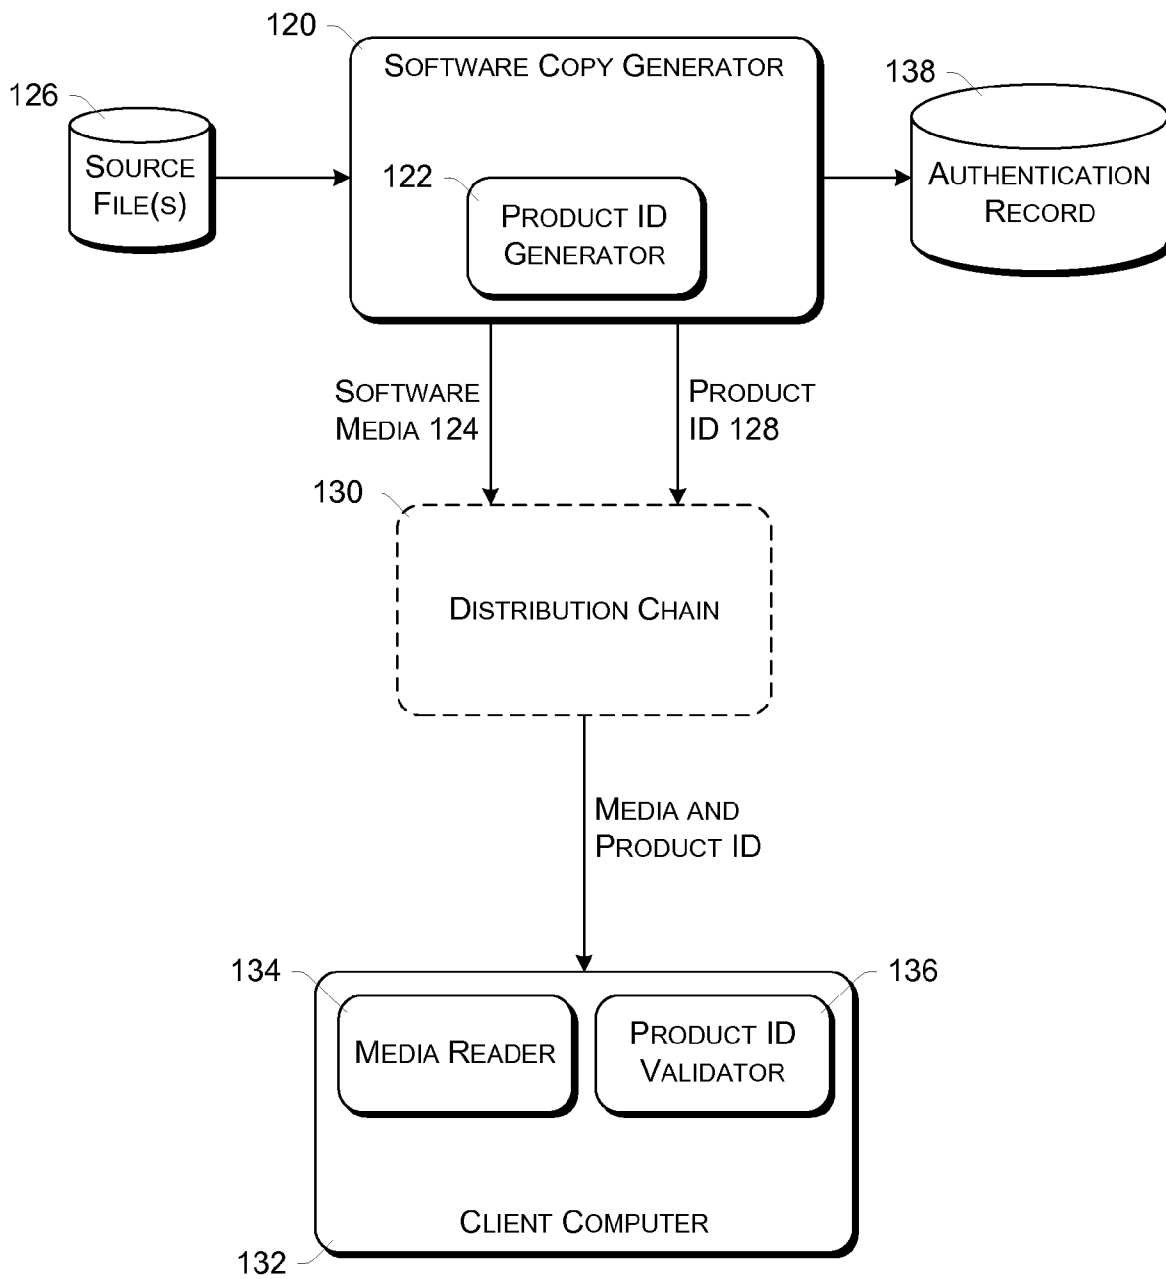 120
SOFTWARE COPY GENERATOR
138
126
SOURCE
FILE(S)
AUTHENTICATION
RECORD
122
PRODUCT ID
GENERATOR
SOFTWARE
MEDIA 124
PRODUCT
ID 128
130
DISTRIBUTION CHAIN
MEDIA AND
PRODUCT ID
134
136
MEDIA READER
PRODUCT ID
VALIDATOR
CLIENT COMPUTER
132